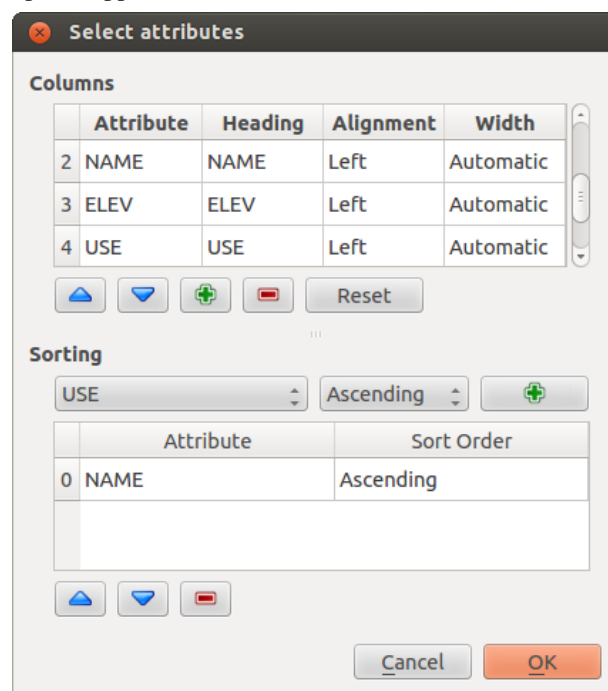 Select attributes
Columns
Attribute Heading Alignment Width
2 NAME NAME Left Automatic
3 ELEV ELEV Left Automatic
4 USE USE Left Automatic
Reset
Sorting
USE Ascending
Attribute Sort Order
0 NAME Ascending
Cancel OK